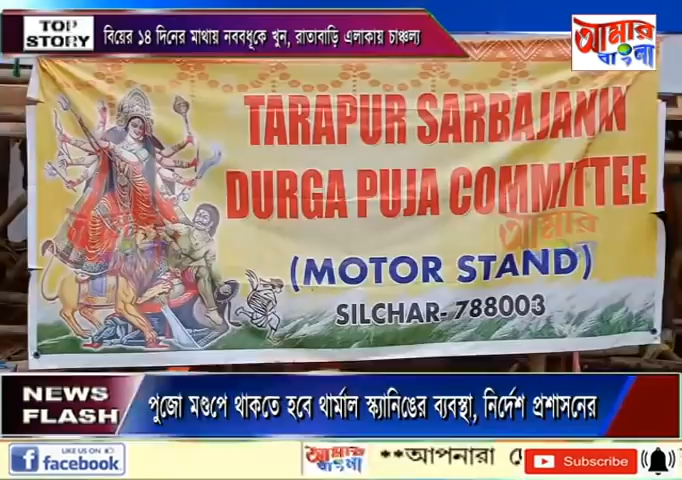 TOP STORY
বিয়ের ১৪ দিনের মাথায় নববধূকে খুন, রাতাবাড়ি এলাকায় চাঞ্চল্য
আমার
বাংলা
TARAPUR SARBAJANIN
DURGA PUJA COMMITTEE
আমার
(MOTOR STAND)
SILCHAR-788003
NEWS FLASH
পুজো মণ্ডপে থাকতে হবে থার্মাল স্ক্যানিঙের ব্যবস্থা, নির্দেশ প্রশাসনের
LIKE US ON
facebook
আমার
বাংলা
**আপনারা
Subscribe